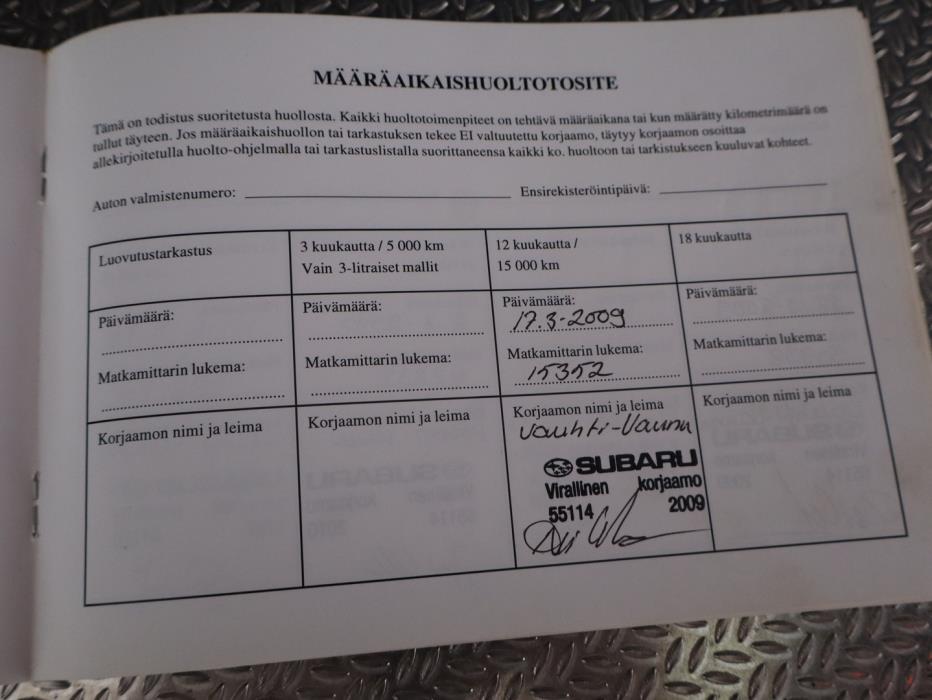 MÄÄRÄAIKAISHUOLTOTOSITE
Tämä on todistus suoritetusta huollosta. Kaikki huoltotoimenpiteet on tehtävä määräaikana tai kun määrätty kilometrimäärä on
tullut täyteen. Jos määräaikaishuollon tai tarkastuksen tekee EI valtuutettu korjaamo, täytyy korjaamon osoittaa
allekirjoitetulla huolto-ohjelmalla tai tarkastuslistalla suorittaneensa kaikki ko. huoltoon tai tarkistukseen kuuluvat kohteet.
Auton valmistenumero: Ensirekisteröintipäivä:
Luovutustarkastus
3 kuukautta / 5 000 km
Vain 3-litraiset mallit
12 kuukautta /
15 000 km
18 kuukautta
Päivämäärä:
Matkamittarin lukema:
Päivämäärä:
Matkamittarin lukema:
Päivämäärä:
17.3-2009
Matkamittarin lukema:
15352
Päivämäärä:
Matkamittarin lukema:
Korjaamon nimi ja leima
Korjaamon nimi ja leima
Korjaamon nimi ja leima
Vauhti-Vaunu
SUBARU
Virallinen korjaamo
55114 2009
Korjaamon nimi ja leima